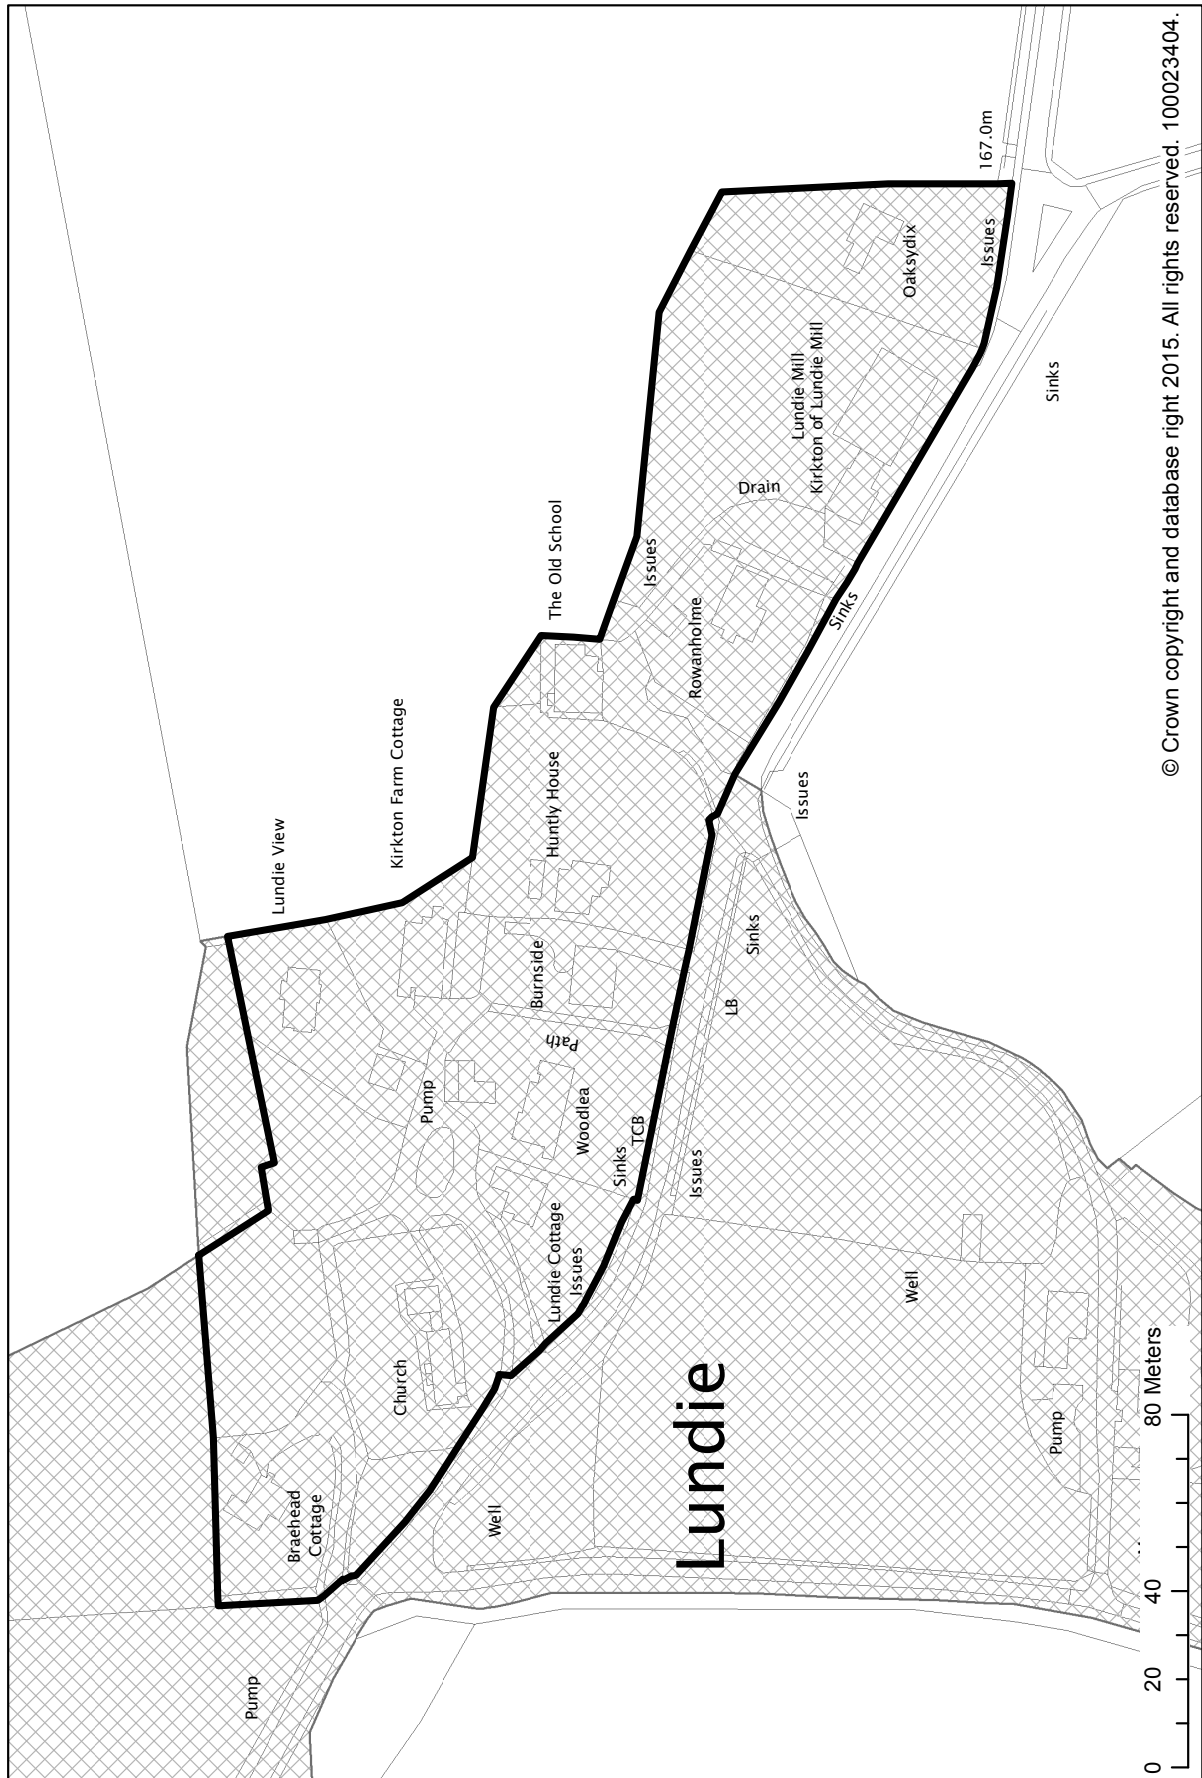 Lundie View
Kirkton Farm Cottage
The Old School
Huntly House
Issues
Rowanholme
Drain
Lundie Mill
Kirkton of Lundie Mill
Oaksydix
Issues
167.0m
Sinks
Sinks
Issues
Burnside
Path
Pump
Woodlea
Sinks
TCB
Lundie Cottage
Issues
Church
Braehead
Cottage
Pump
Well
Issues
LB
Sinks
Well
Pump
Lundie
0 20 40 80 Meters
© Crown copyright and database right 2015. All rights reserved. 100023404.